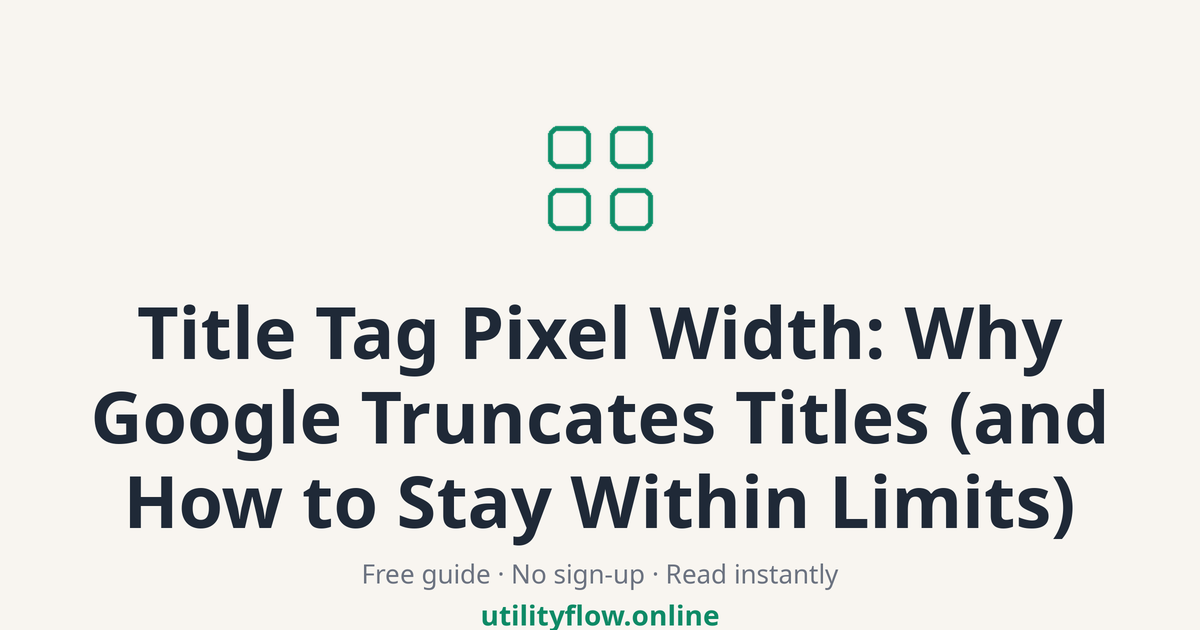 Title Tag Pixel Width: Why
Google Truncates Titles (and
How to Stay Within Limits)
Free guide · No sign-up · Read instantly
utilityflow.online